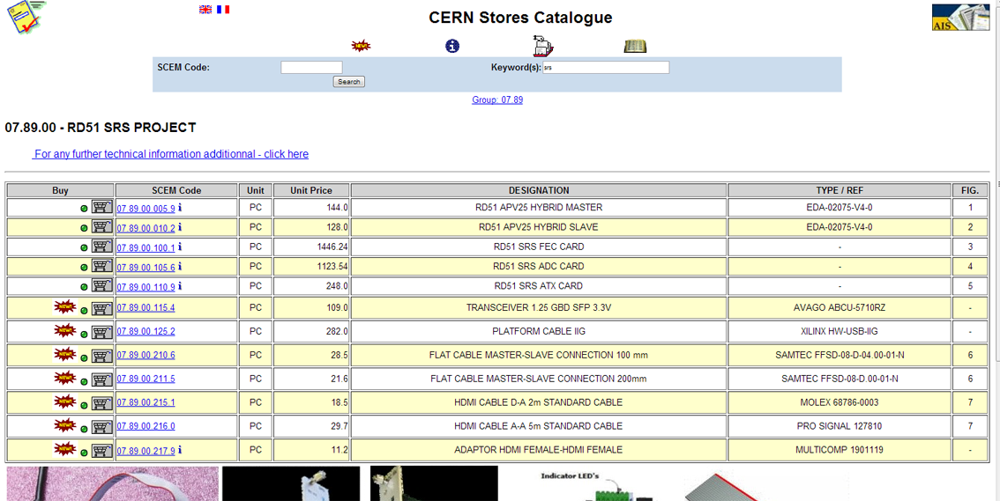 CERN Stores Catalogue
AIS
NEW!
SCEM Code: Keyword(s): srs
Search
Group: 07.89
07.89.00 - RD51 SRS PROJECT
For any further technical information additionnal - click here
Buy SCEM Code Unit Unit Price DESIGNATION TYPE / REF FIG.
07.89.00.005.9 i PC 144.0 RD51 APV25 HYBRID MASTER EDA-02075-V4-0 1
07.89.00.010.2 i PC 128.0 RD51 APV25 HYBRID SLAVE EDA-02075-V4-0 2
07.89.00.100.1 i PC 1446.24 RD51 SRS FEC CARD - 3
07.89.00.105.6 i PC 1123.54 RD51 SRS ADC CARD - 4
07.89.00.110.9 i PC 248.0 RD51 SRS ATX CARD - 5
NEW! 07.89.00.115.4 PC 109.0 TRANSCEIVER 1.25 GBD SFP 3.3V AVAGO ABCU-5710RZ -
NEW! 07.89.00.125.2 PC 282.0 PLATFORM CABLE IIG XILINX HW-USB-IIG -
NEW! 07.89.00.210.6 PC 28.5 FLAT CABLE MASTER-SLAVE CONNECTION 100 mm SAMTEC FFSD-08-D-04.00-01-N 6
NEW! 07.89.00.211.5 PC 21.6 FLAT CABLE MASTER-SLAVE CONNECTION 200mm SAMTEC FFSD-08-D.00-01-N 6
NEW! 07.89.00.215.1 PC 18.5 HDMI CABLE D-A 2m STANDARD CABLE MOLEX 68786-0003 7
NEW! 07.89.00.216.0 PC 29.7 HDMI CABLE A-A 5m STANDARD CABLE PRO SIGNAL 127810 7
NEW! 07.89.00.217.9 i PC 11.2 ADAPTOR HDMI FEMALE-HDMI FEMALE MULTICOMP 1901119 -
Indicator LED's